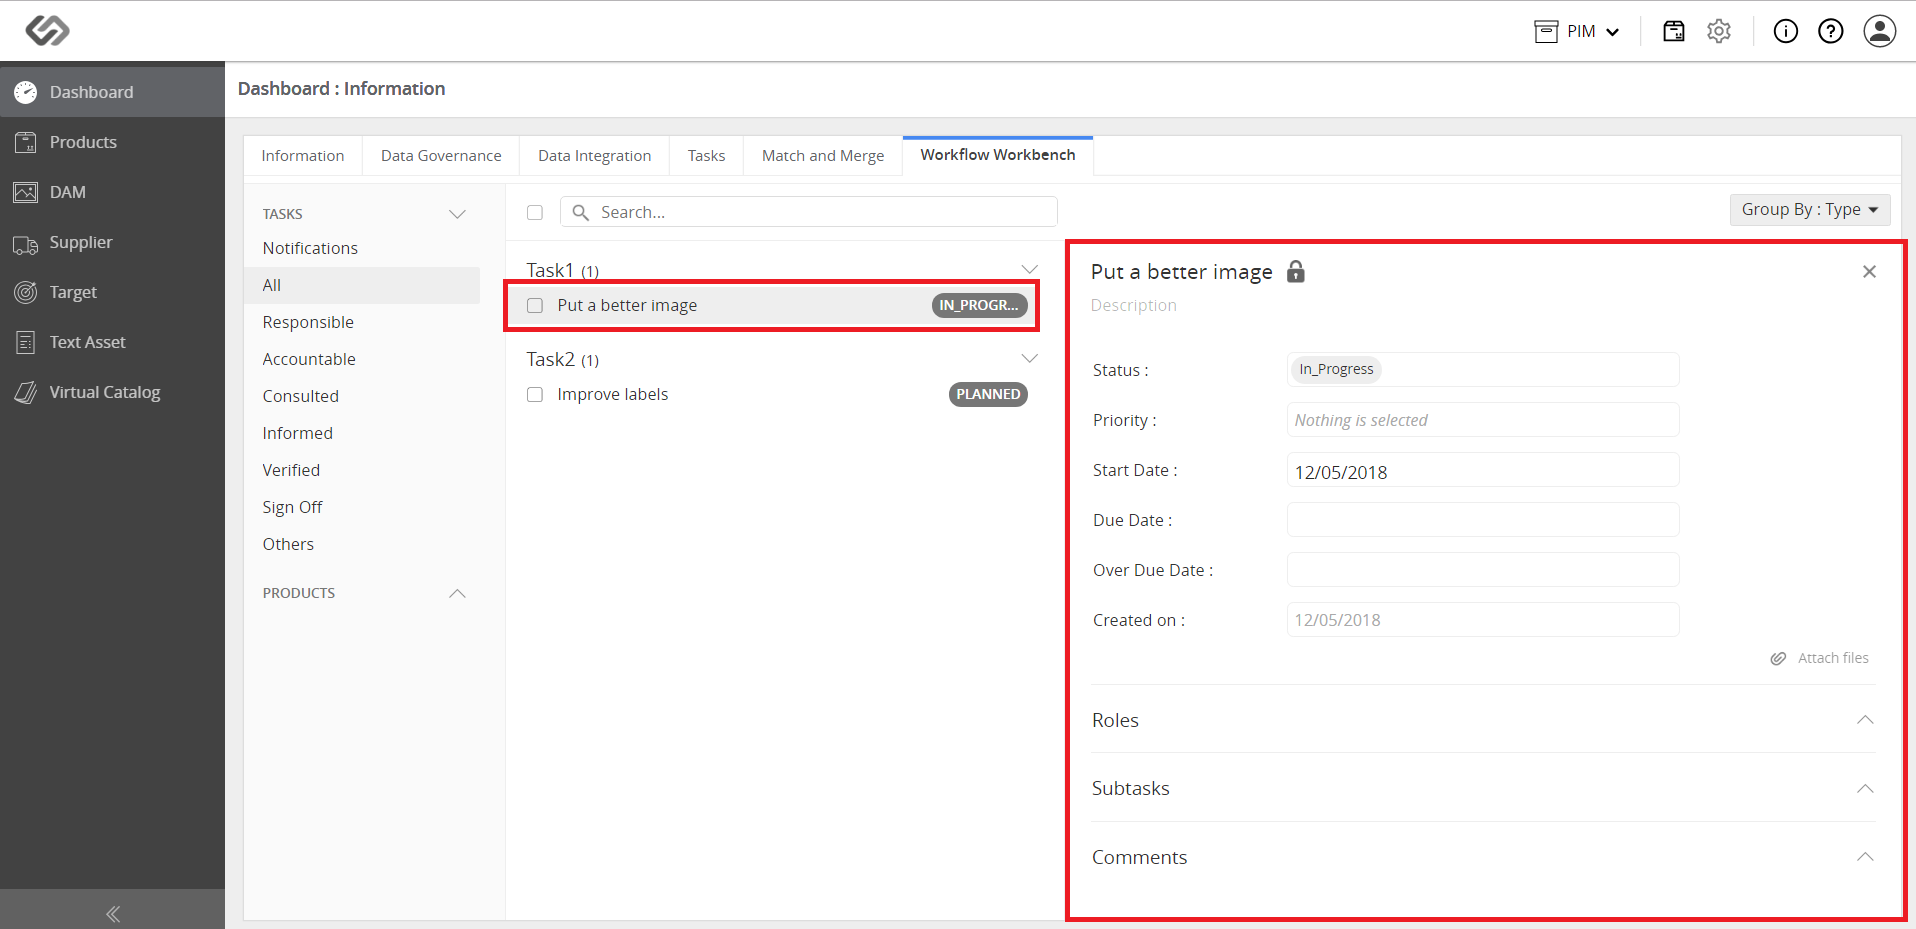 PIM
Dashboard
Products
DAM
Supplier
Target
Text Asset
Virtual Catalog
Dashboard : Information
Information
Data Governance
Data Integration
Tasks
Match and Merge
Workflow Workbench
TASKS
Notifications
All
Responsible
Accountable
Consulted
Informed
Verified
Sign Off
Others
PRODUCTS
Search...
Group By : Type
Task1 (1)
Put a better image IN_PROGR...
Task2 (1)
Improve labels PLANNED
Put a better image
Description
Status : In_Progress
Priority : Nothing is selected
Start Date : 12/05/2018
Due Date :
Over Due Date :
Created on : 12/05/2018
Attach files
Roles
Subtasks
Comments